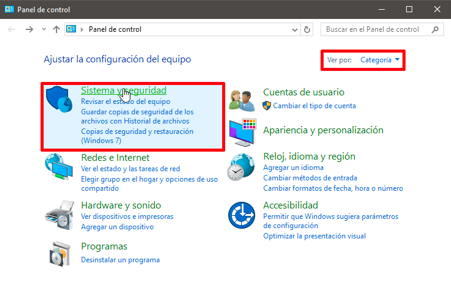 Panel de control
Panel de control
Buscar en el Panel de control
Ajustar la configuración del equipo
Ver por: Categoría
Sistema y seguridad
Revisar el estado del equipo
Guardar copias de seguridad de los
archivos con Historial de archivos
Copias de seguridad y restauración
(Windows 7)
Redes e Internet
Ver el estado y las tareas de red
Elegir grupo en el hogar y opciones de uso
compartido
Hardware y sonido
Ver dispositivos e impresoras
Agregar un dispositivo
Programas
Desinstalar un programa
Cuentas de usuario
Cambiar el tipo de cuenta
Apariencia y personalización
Reloj, idioma y región
Agregar un idioma
Cambiar métodos de entrada
Cambiar formatos de fecha, hora o número
Accesibilidad
Permitir que Windows sugiera parámetros
de configuración
Optimizar la presentación visual